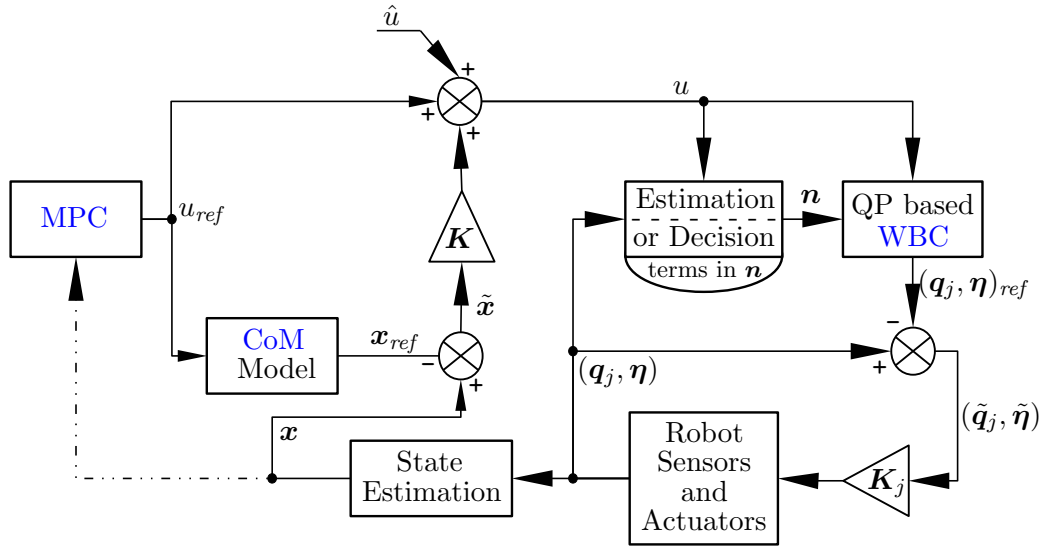 û
+
u
+
+
MPC
u_ref
K
Estimation
or Decision
terms in n
n
QP based
WBC
(q_j, η)_ref
x̃
-
CoM
Model
x_ref
-
+
(q_j, η)
+
x
(q̃_j, η̃)
State
Estimation
Robot
Sensors
and
Actuators
K_j